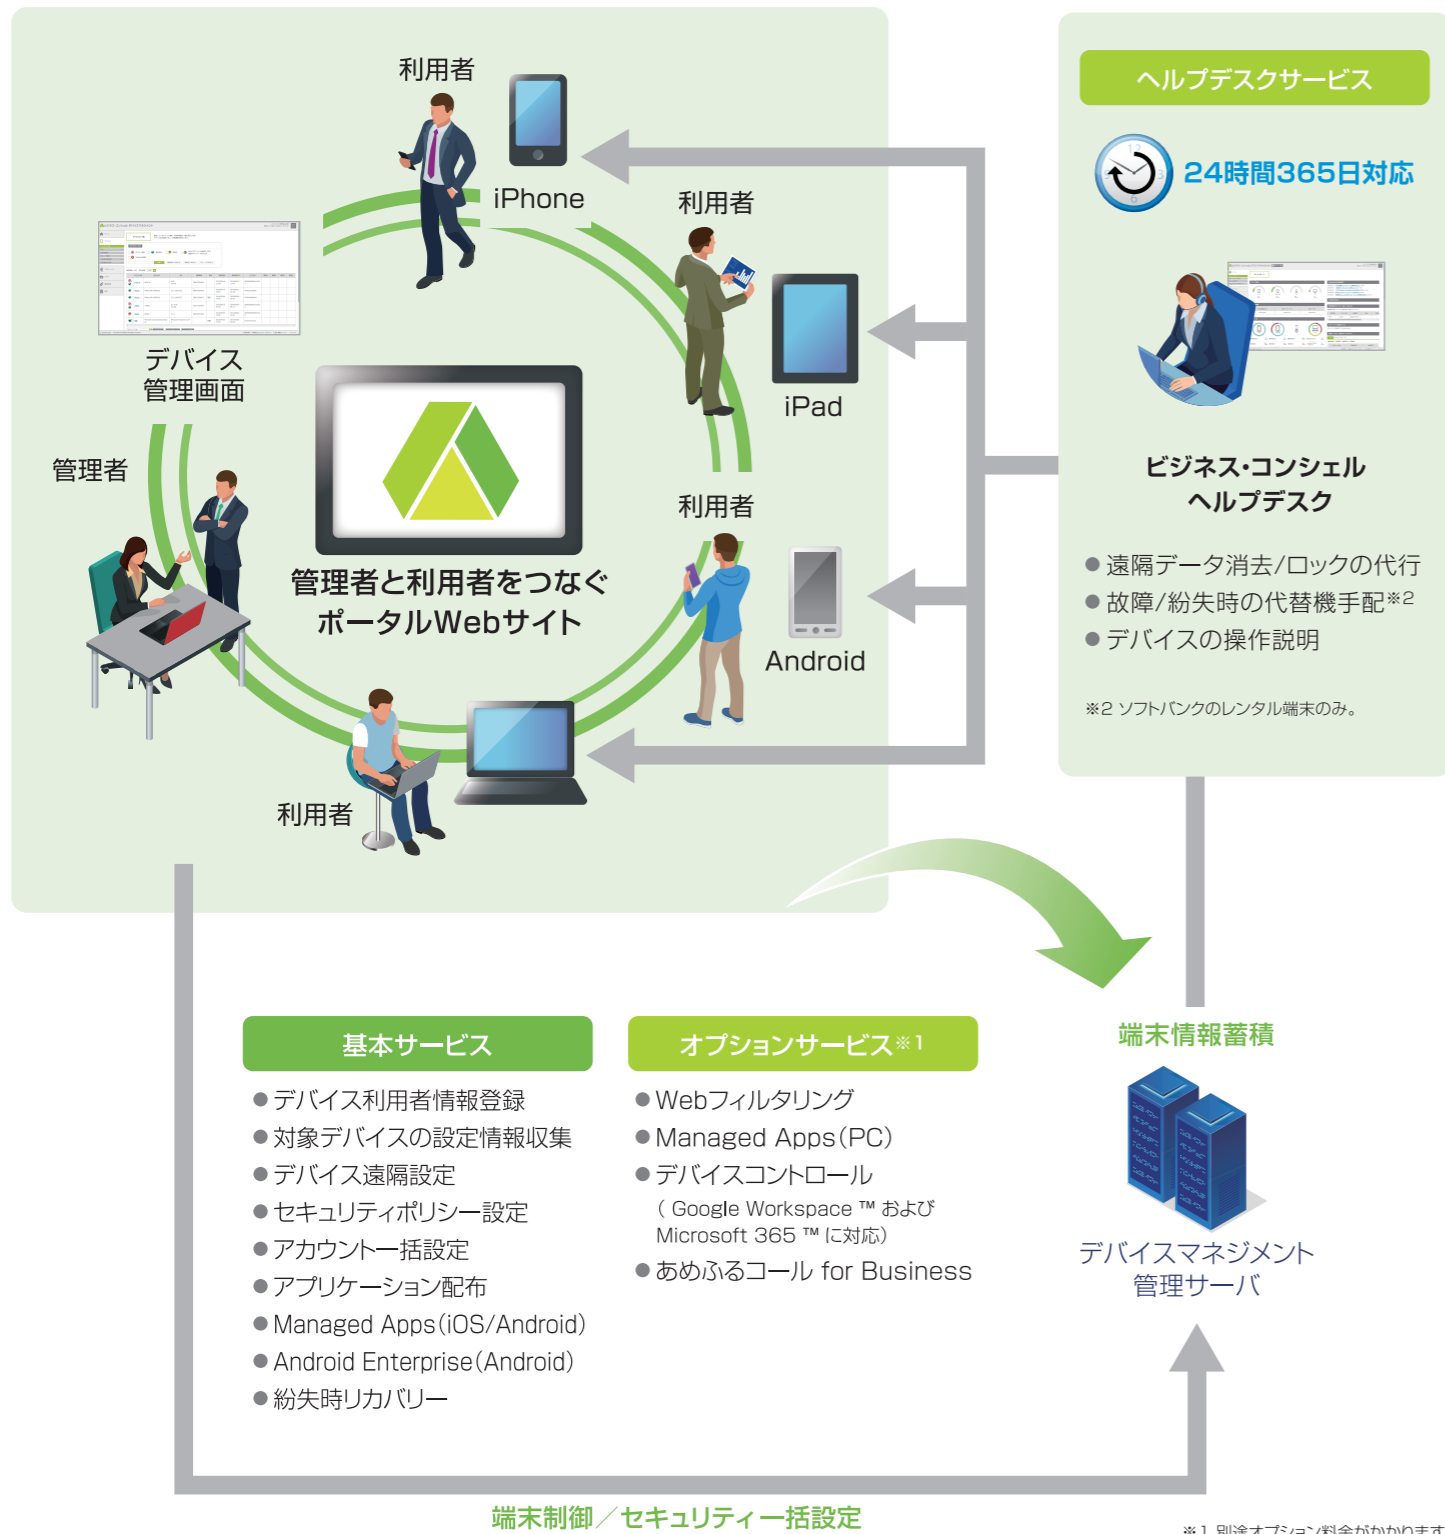 利用者
iPhone
利用者
iPad
デバイス
管理画面
管理者
利用者
Android
管理者と利用者をつなぐ
ポータルWebサイト
利用者
ヘルプデスクサービス
24時間365日対応
ビジネス・コンシェル
ヘルプデスク
●遠隔データ消去/ロックの代行
●故障/紛失時の代替機手配※2
●デバイスの操作説明
※2 ソフトバンクのレンタル端末のみ。
基本サービス
●デバイス利用者情報登録
●対象デバイスの設定情報収集
●デバイス遠隔設定
●セキュリティポリシー設定
●アカウント一括設定
●アプリケーション配布
●Managed Apps(iOS/Android)
●Android Enterprise(Android)
●紛失時リカバリー
オプションサービス※1
●Webフィルタリング
●Managed Apps(PC)
●デバイスコントロール
( Google Workspace ™ および
Microsoft 365 ™ に対応)
●あめふるコール for Business
端末情報蓄積
デバイスマネジメント
管理サーバ
端末制御／セキュリティ一括設定
※1 別途オプション料金がかかります